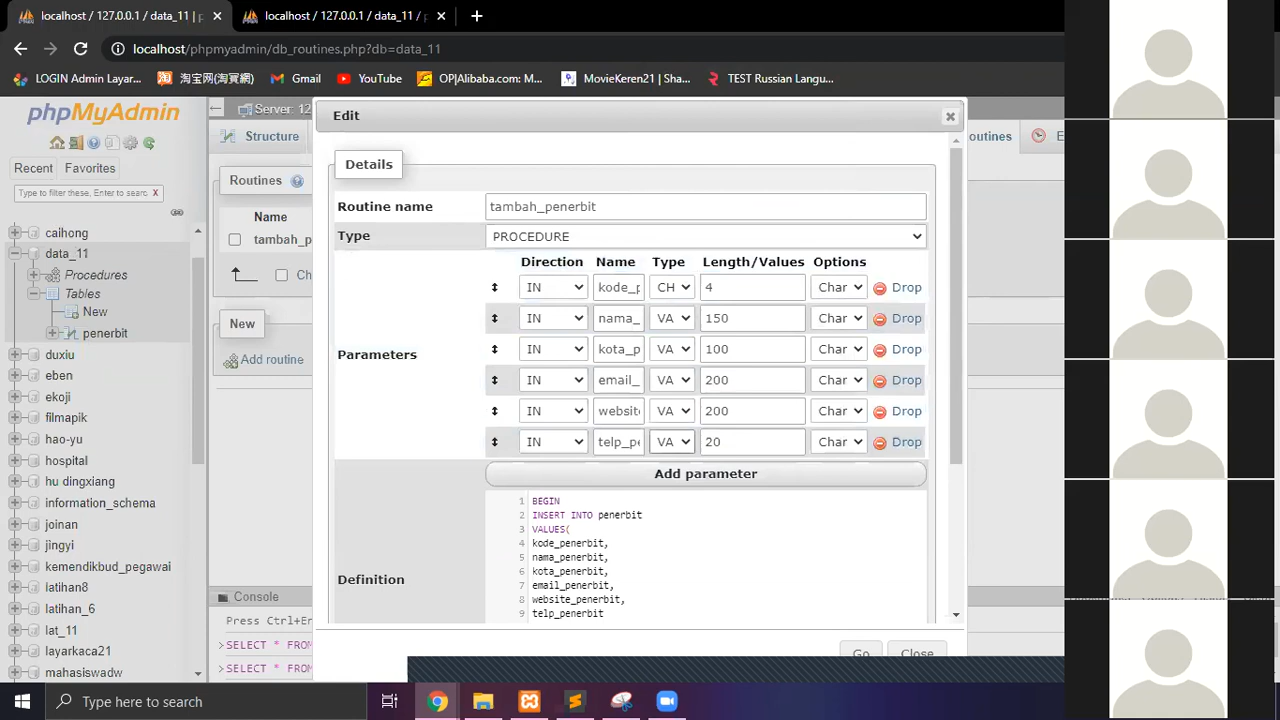 localhost / 127.0.0.1 / data_11 | p
localhost / 127.0.0.1 / data_11 / p
localhost/phpmyadmin/db_routines.php?db=data_11
LOGIN Admin Layar...
淘宝网(淘買網)
Gmail
YouTube
OP|Alibaba.com: M...
MovieKeren21 | Sha...
TEST Russian Langu...
phpMyAdmin
Recent
Favorites
Type to filter these, Enter to search
X
caihong
data_11
Procedures
Tables
New
penerbit
duxiu
eben
ekoji
filmapik
hao-yu
hospital
hu dingxiang
information_schema
joinan
jingyi
kemendikbud_pegawai
latihan8
latihan_6
lat_11
layarkaca21
mahasiswadw
Server: 12
Structure
outines
E
Routines
Name
tambah_p
Ch
New
Add routine
Console
Press Ctrl+En
>SELECT * FROM
>SELECT * FROM
Edit
Details
Routine name
tambah_penerbit
Type
PROCEDURE
Parameters
Direction Name Type Length/Values Options
IN kode_p CH 4 Char Drop
IN nama_ VA 150 Char Drop
IN kota_p VA 100 Char Drop
IN email_ VA 200 Char Drop
IN website VA 200 Char Drop
IN telp_pe VA 20 Char Drop
Add parameter
Definition
1 BEGIN
2 INSERT INTO penerbit
3 VALUES(
4 kode_penerbit,
5 nama_penerbit,
6 kota_penerbit,
7 email_penerbit,
8 website_penerbit,
9 telp_penerbit
Go
Close
Type here to search